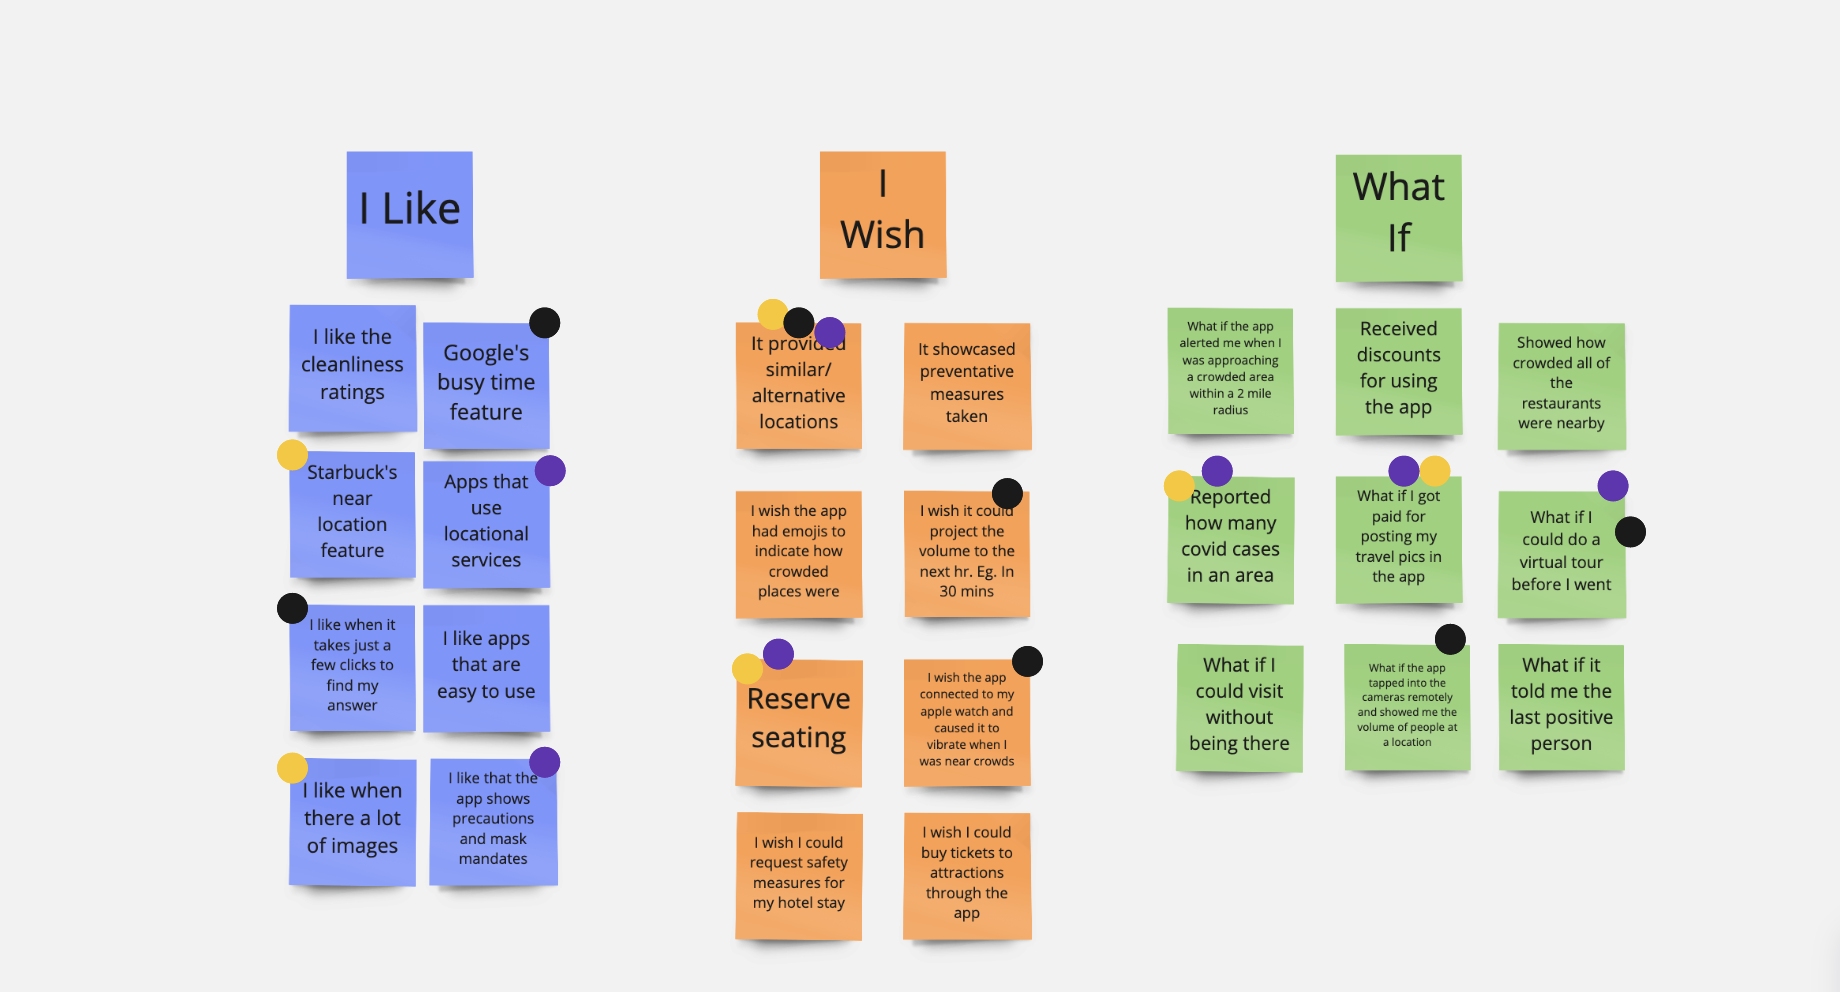 I Like
I like the
cleanliness
ratings
Google's
busy time
feature
Starbuck's
near
location
feature
Apps that
use
locational
services
I like when it
takes just a
few clicks to
find my
answer
I like apps
that are
easy to use
I like when
there a lot
of images
I like that the
app shows
precautions
and mask
mandates
I
Wish
It provided
similar/
alternative
locations
It showcased
preventative
measures
taken
I wish the app
had emojis to
indicate how
crowded
places were
I wish it could
project the
volume to the
next hr. Eg. In
30 mins
Reserve
seating
I wish the app
connected to my
apple watch and
caused it to
vibrate when I
was near crowds
I wish I could
request safety
measures for
my hotel stay
I wish I could
buy tickets to
attractions
through the
app
What
If
What if the app
alerted me when I
was approaching
a crowded area
within a 2 mile
radius
Received
discounts
for using
the app
Showed how
crowded all of
the
restaurants
were nearby
Reported
how many
covid cases
in an area
What if I got
paid for
posting my
travel pics in
the app
What if I
could do a
virtual tour
before I went
What if I
could visit
without
being there
What if the app
tapped into the
cameras remotely
and showed me the
volume of people at
a location
What if it
told me the
last positive
person